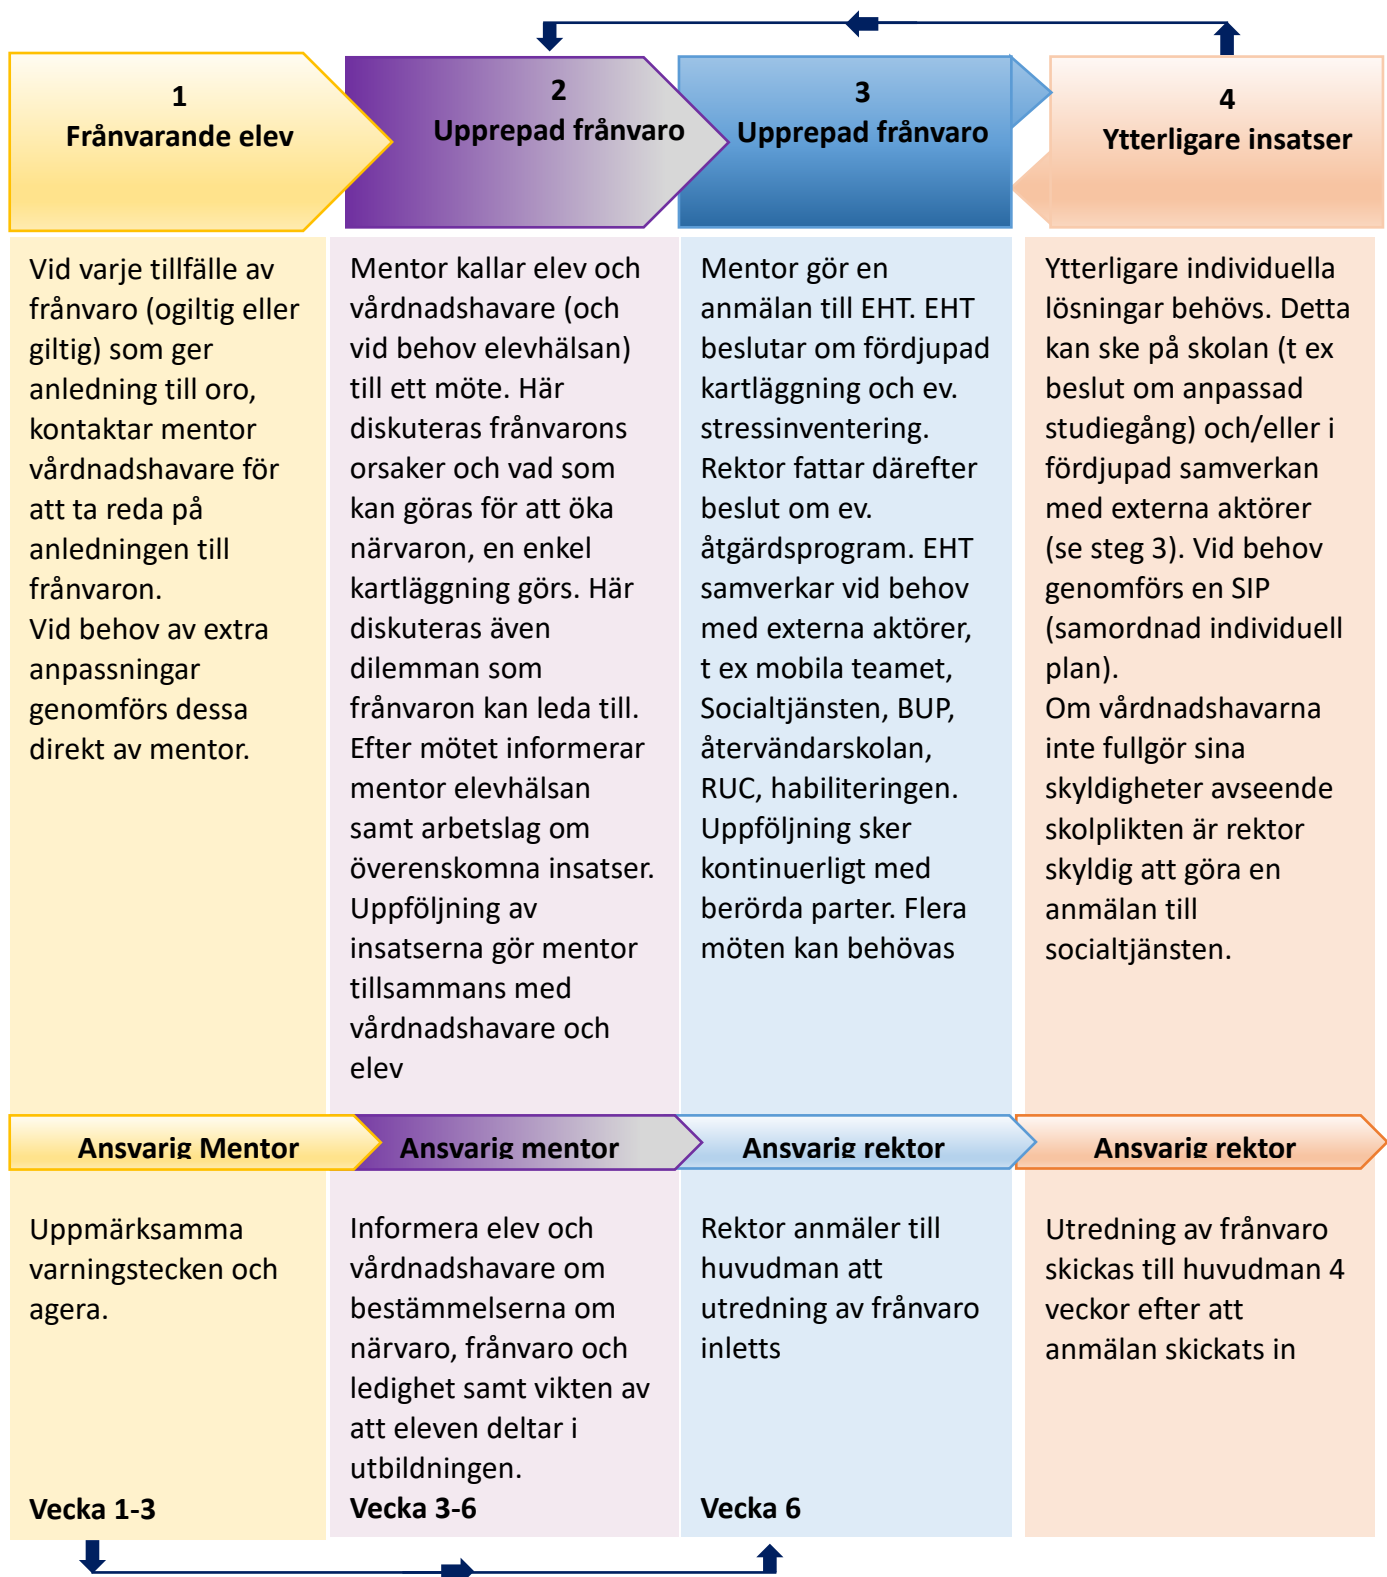 1
Frånvarande elev
2
Upprepad frånvaro
3
Upprepad frånvaro
4
Ytterligare insatser
Vid varje tillfälle av
frånvaro (ogiltig eller
giltig) som ger
anledning till oro,
kontaktar mentor
vårdnadshavare för
att ta reda på
anledningen till
frånvaron.
Vid behov av extra
anpassningar
genomförs dessa
direkt av mentor.
Mentor kallar elev och
vårdnadshavare (och
vid behov elevhälsan)
till ett möte. Här
diskuteras frånvarons
orsaker och vad som
kan göras för att öka
närvaron, en enkel
kartläggning görs. Här
diskuteras även
dilemman som
frånvaron kan leda till.
Efter mötet informerar
mentor elevhälsan
samt arbetslag om
överenskomna insatser.
Uppföljning av
insatserna gör mentor
tillsammans med
vårdnadshavare och
elev
Mentor gör en
anmälan till EHT. EHT
beslutar om fördjupad
kartläggning och ev.
stressinventering.
Rektor fattar därefter
beslut om ev.
åtgärdsprogram. EHT
samverkar vid behov
med externa aktörer,
t ex mobila teamet,
Socialtjänsten, BUP,
återvändarskolan,
RUC, habiliteringen.
Uppföljning sker
kontinuerligt med
berörda parter. Flera
möten kan behövas
Ytterligare individuella
lösningar behövs. Detta
kan ske på skolan (t ex
beslut om anpassad
studiegång) och/eller i
fördjupad samverkan
med externa aktörer
(se steg 3). Vid behov
genomförs en SIP
(samordnad individuell
plan).
Om vårdnadshavarna
inte fullgör sina
skyldigheter avseende
skolplikten är rektor
skyldig att göra en
anmälan till
socialtjänsten.
Ansvarig Mentor
Ansvarig mentor
Ansvarig rektor
Ansvarig rektor
Uppmärksamma
varningstecken och
agera.
Vecka 1-3
Informera elev och
vårdnadshavare om
bestämmelserna om
närvaro, frånvaro och
ledighet samt vikten av
att eleven deltar i
utbildningen.
Vecka 3-6
Rektor anmäler till
huvudman att
utredning av frånvaro
inletts
Vecka 6
Utredning av frånvaro
skickas till huvudman 4
veckor efter att
anmälan skickats in